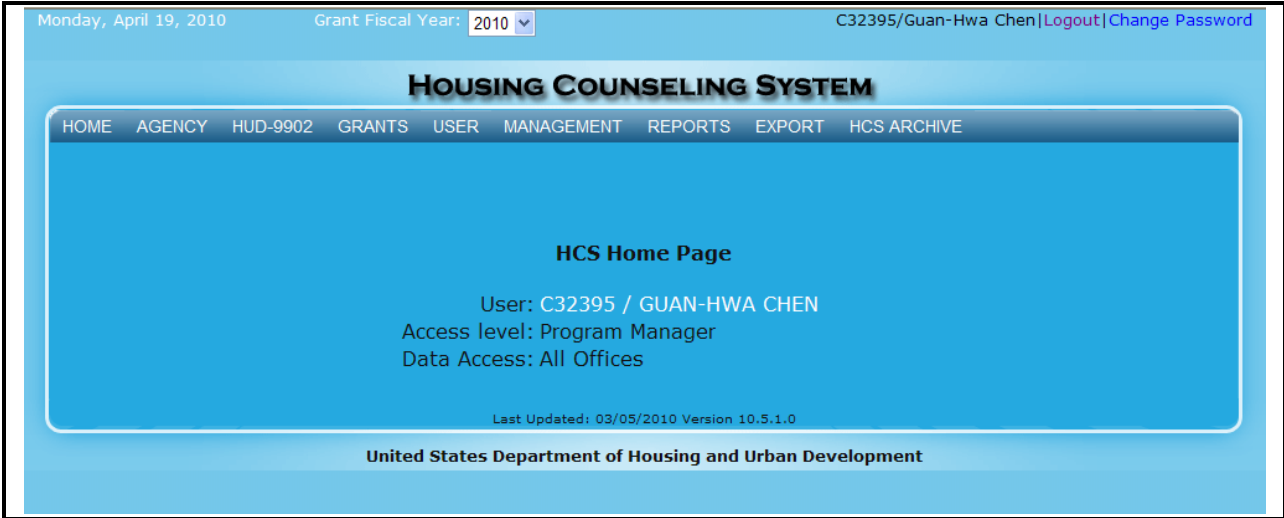 Monday, April 19, 2010 Grant Fiscal Year: 2010 C32395/Guan-Hwa Chen|Logout|Change Password
HOUSING COUNSELING SYSTEM
HOME AGENCY HUD-9902 GRANTS USER MANAGEMENT REPORTS EXPORT HCS ARCHIVE
HCS Home Page
User: C32395 / GUAN-HWA CHEN
Access level: Program Manager
Data Access: All Offices
Last Updated: 03/05/2010 Version 10.5.1.0
United States Department of Housing and Urban Development